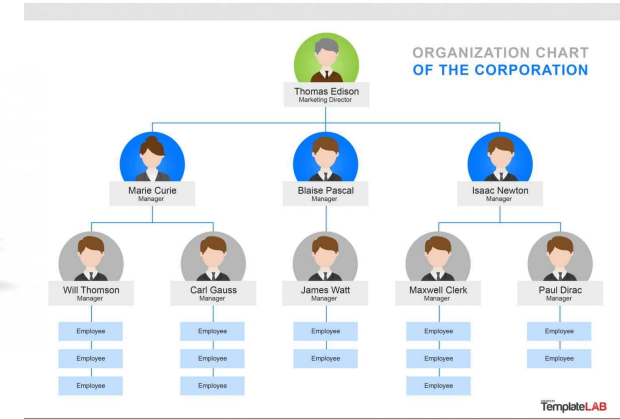 ORGANIZATION CHART
OF THE CORPORATION
Thomas Edison
Marketing Director
Marie Curie
Manager
Blaise Pascal
Manager
Isaac Newton
Manager
Will Thomson
Manager
Carl Gauss
Manager
James Watt
Manager
Maxwell Clerk
Manager
Paul Dirac
Manager
Employee
Employee
Employee
Employee
Employee
Employee
Employee
Employee
Employee
Employee
Employee
Employee
Employee
TemplateLAB